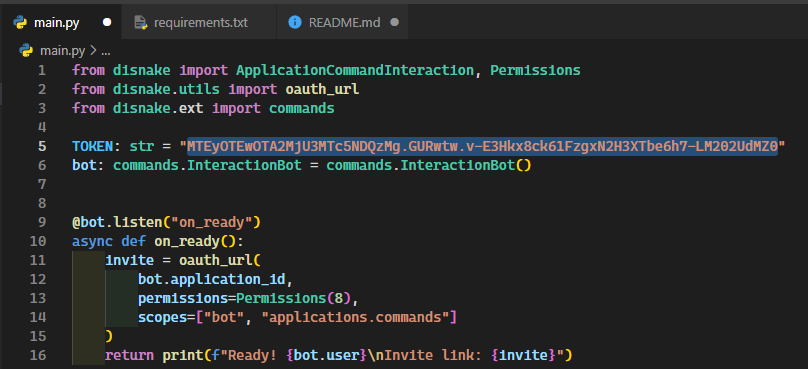 main.py requirements.txt README.md
main.py > ...
1 from disnake import ApplicationCommandInteraction, Permissions
2 from disnake.utils import oauth_url
3 from disnake.ext import commands
4
5 TOKEN: str = "MTEyOTEwOTA2MjU3MTc5NDQzMg.GURwtw.v-E3Hkx8ck61FzgxN2H3XTbe6h7-LM202UdMZ0"
6 bot: commands.InteractionBot = commands.InteractionBot()
7
8
9 @bot.listen("on_ready")
10 async def on_ready():
11 invite = oauth_url(
12 bot.application_id,
13 permissions=Permissions(8),
14 scopes=["bot", "applications.commands"]
15 )
16 return print(f"Ready! {bot.user}\nInvite link: {invite}")